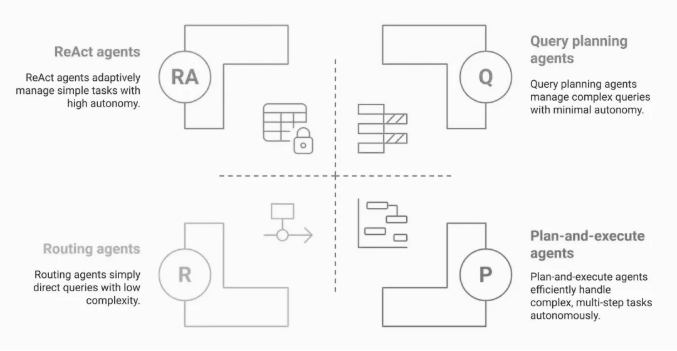 ReAct agents
RA
ReAct agents adaptively
manage simple tasks with
high autonomy.
Query planning
agents
Q
Query planning agents
manage complex queries
with minimal autonomy.
Routing agents
R
Routing agents simply
direct queries with low
complexity.
Plan-and-execute
agents
P
Plan-and-execute agents
efficiently handle
complex, multi-step tasks
autonomously.